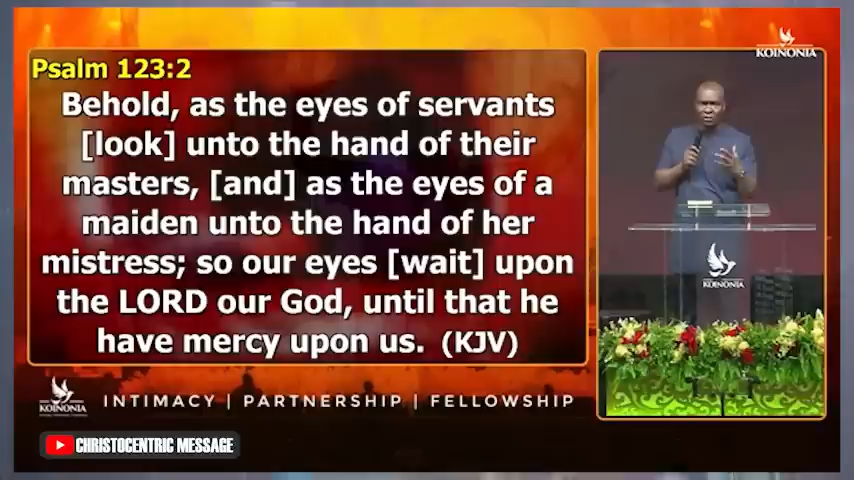 Psalm 123:2
Behold, as the eyes of servants
[look] unto the hand of their
masters, [and] as the eyes of a
maiden unto the hand of her
mistress; so our eyes [wait] upon
the LORD our God, until that he
have mercy upon us. (KJV)
KOINONIA
KOINONIA
KOINONIA
INTIMACY | PARTNERSHIP | FELLOWSHIP
CHRISTOCENTRIC MESSAGE